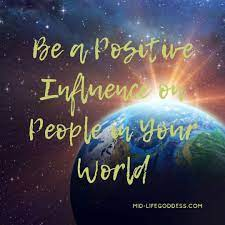 Be a Positive
Influence on
People in Your
World
MID-LIFEGODDESS.COM